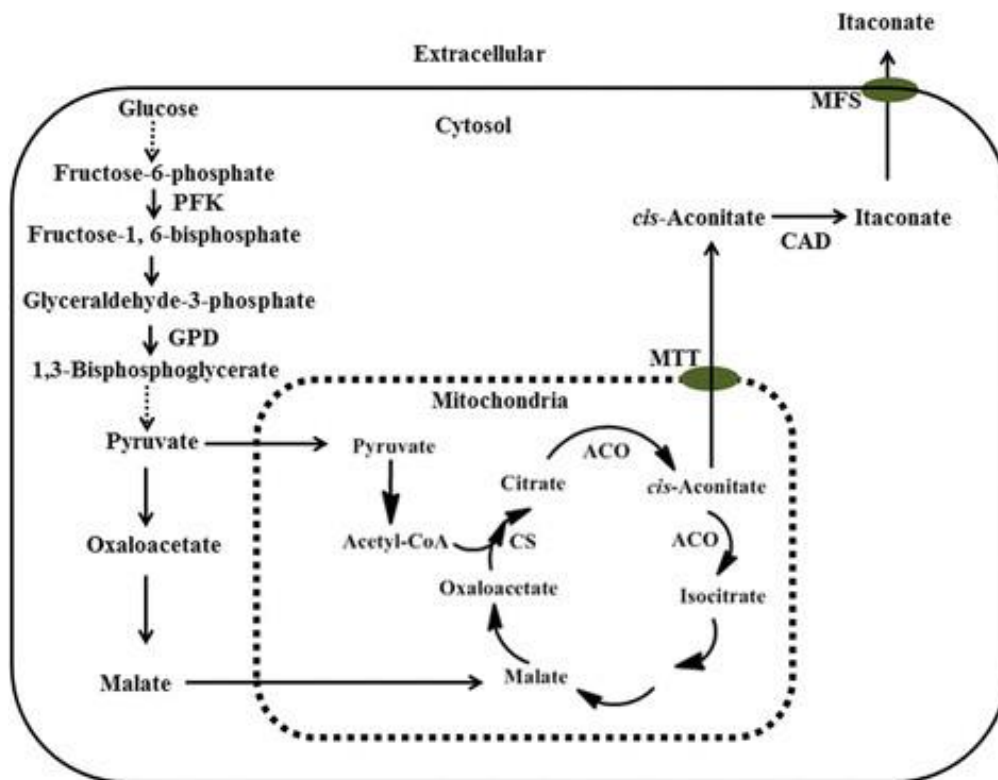 Itaconate
Extracellular
MFS
Glucose
Cytosol
Fructose-6-phosphate
PFK
cis-Aconitate
Itaconate
CAD
Fructose-1, 6-bisphosphate
Glyceraldehyde-3-phosphate
GPD
MTT
1,3-Bisphosphoglycerate
Mitochondria
Pyruvate
Pyruvate
ACO
Citrate
cis-Aconitate
Oxaloacetate
Acetyl-CoA
CS
ACO
Oxaloacetate
Isocitrate
Malate
Malate